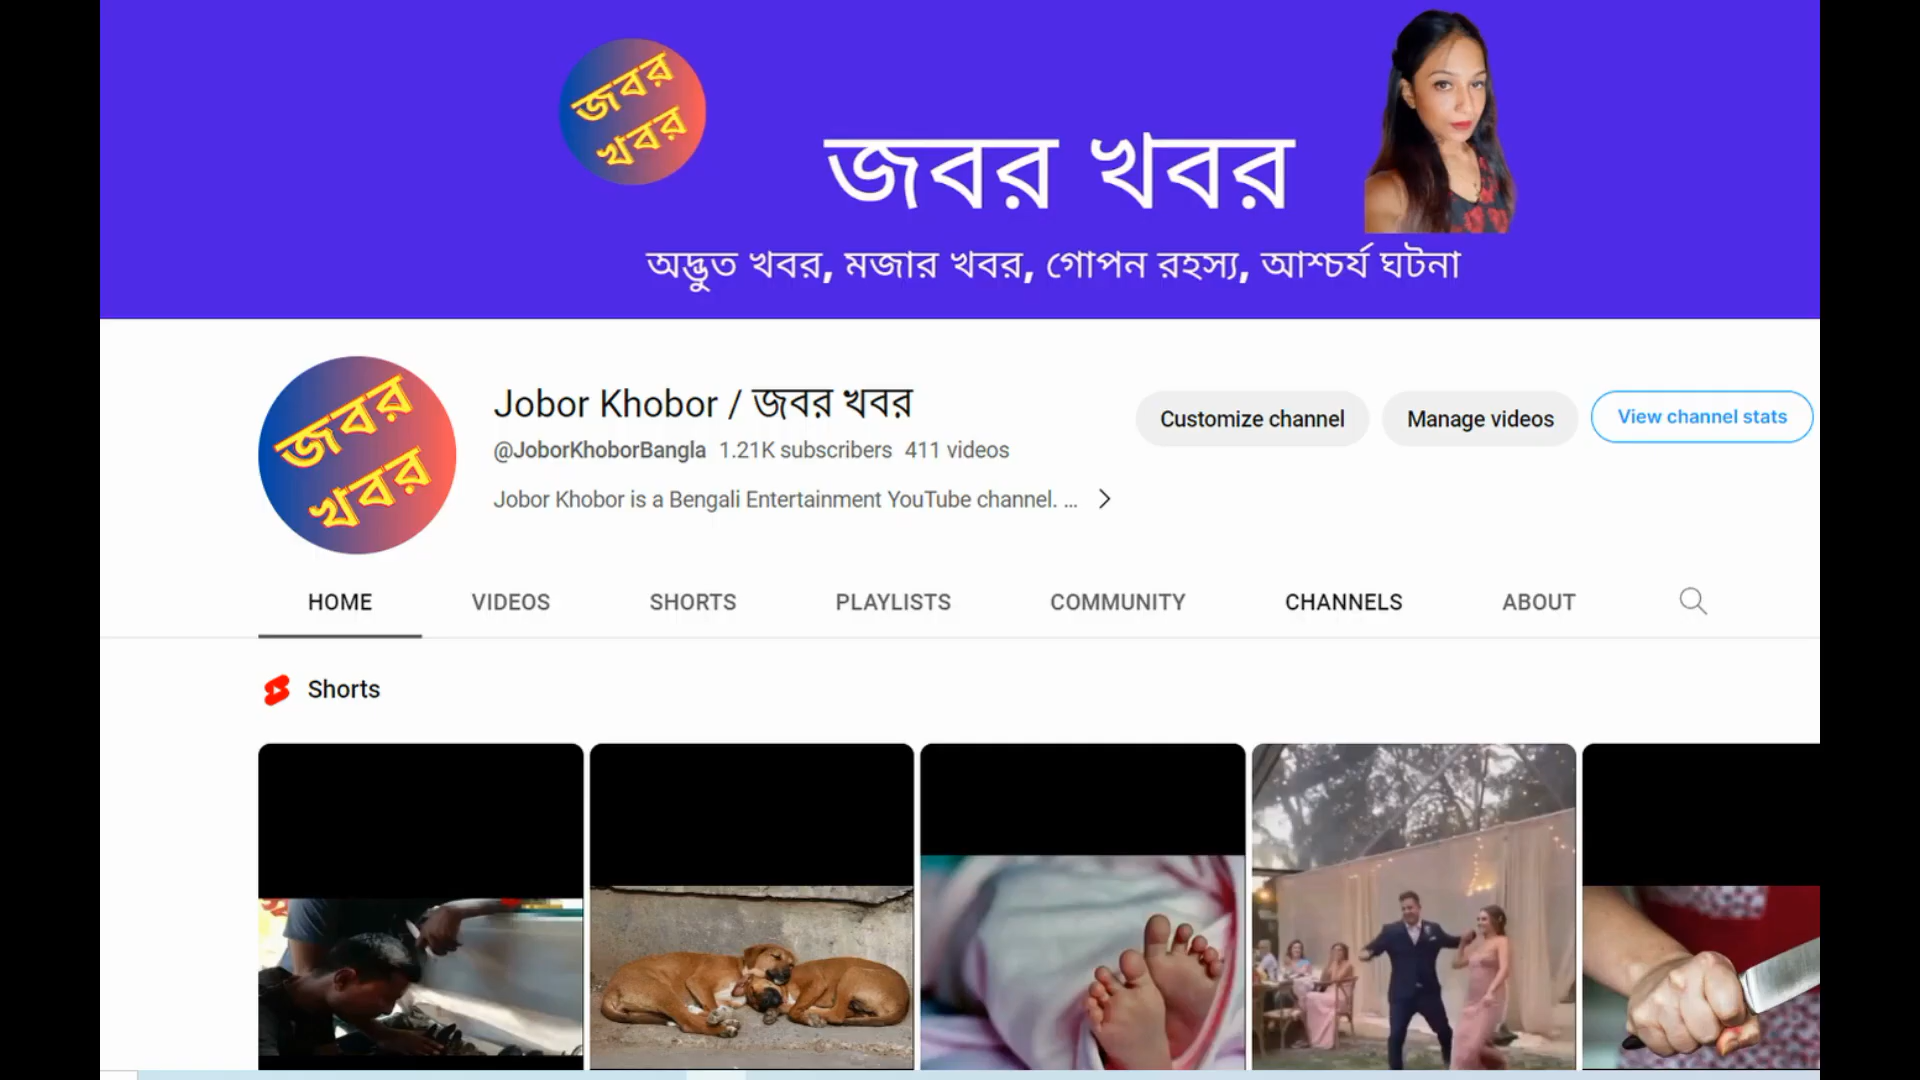 জবর
খবর
জবর খবর
অদ্ভুত খবর, মজার খবর, গোপন রহস্য, আশ্চর্য ঘটনা
জবর
খবর
Jobor Khobor / জবর খবর
@JoborKhoborBangla 1.21K subscribers 411 videos
Jobor Khobor is a Bengali Entertainment YouTube channel. ...
Customize channel Manage videos View channel stats
HOME VIDEOS SHORTS PLAYLISTS COMMUNITY CHANNELS ABOUT
Shorts